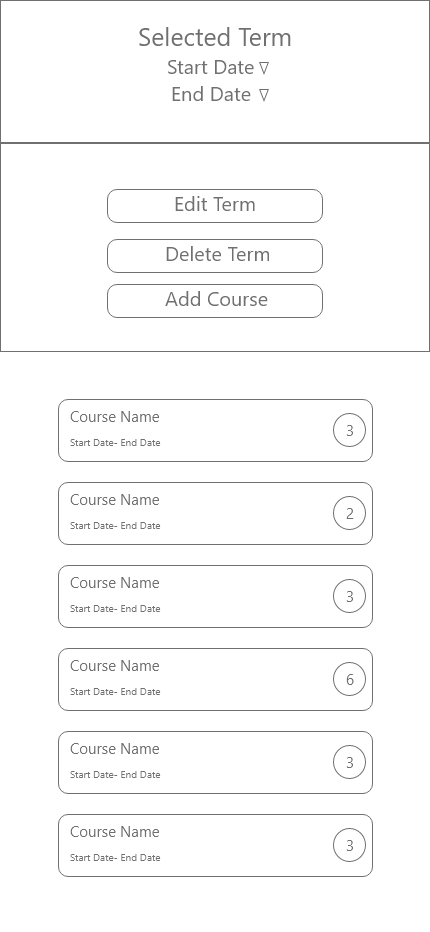 Selected Term
Start Date
End Date
Edit Term
Delete Term
Add Course
Course Name
3
Start Date- End Date
Course Name
2
Start Date- End Date
Course Name
3
Start Date- End Date
Course Name
6
Start Date- End Date
Course Name
3
Start Date- End Date
Course Name
3
Start Date- End Date